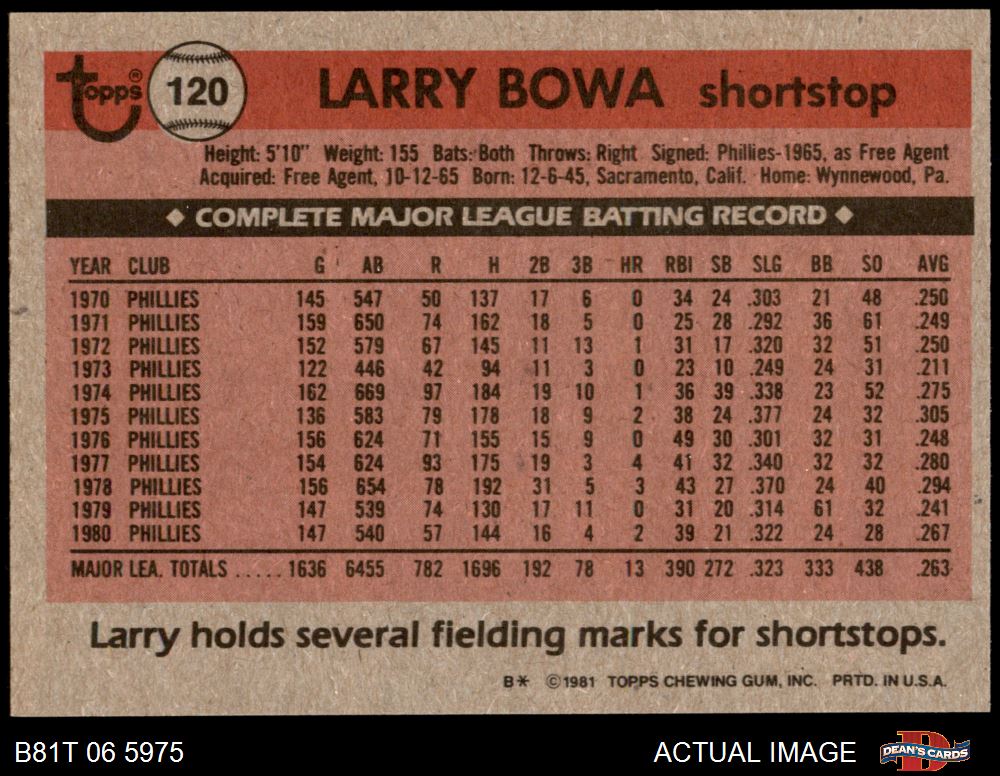 topps® 120 LARRY BOWA shortstop
Height: 5'10" Weight: 155 Bats: Both Throws: Right Signed: Phillies-1965, as Free Agent
Acquired: Free Agent, 10-12-65 Born: 12-6-45, Sacramento, Calif. Home: Wynnewood, Pa.
◆ COMPLETE MAJOR LEAGUE BATTING RECORD ◆
YEAR CLUB G AB R H 2B 3B HR RBI SB SLG BB SO AVG
1970 PHILLIES 145 547 50 137 17 6 0 34 24 .303 21 48 .250
1971 PHILLIES 159 650 74 162 18 5 0 25 28 .292 36 61 .249
1972 PHILLIES 152 579 67 145 11 13 1 31 17 .320 32 51 .250
1973 PHILLIES 122 446 42 94 11 3 0 23 10 .249 24 31 .211
1974 PHILLIES 162 669 97 184 19 10 1 36 39 .338 23 52 .275
1975 PHILLIES 136 583 79 178 18 9 2 38 24 .377 24 32 .305
1976 PHILLIES 156 624 71 155 15 9 0 49 30 .301 32 31 .248
1977 PHILLIES 154 624 93 175 19 3 4 41 32 .340 32 32 .280
1978 PHILLIES 156 654 78 192 31 5 3 43 27 .370 24 40 .294
1979 PHILLIES 147 539 74 130 17 11 0 31 20 .314 61 32 .241
1980 PHILLIES 147 540 57 144 16 4 2 39 21 .322 24 28 .267
MAJOR LEA. TOTALS ..... 1636 6455 782 1696 192 78 13 390 272 .323 333 438 .263
Larry holds several fielding marks for shortstops.
B* ©1981 TOPPS CHEWING GUM, INC. PRTD. IN U.S.A.
B81T 06 5975 ACTUAL IMAGE DEAN'S CARDS